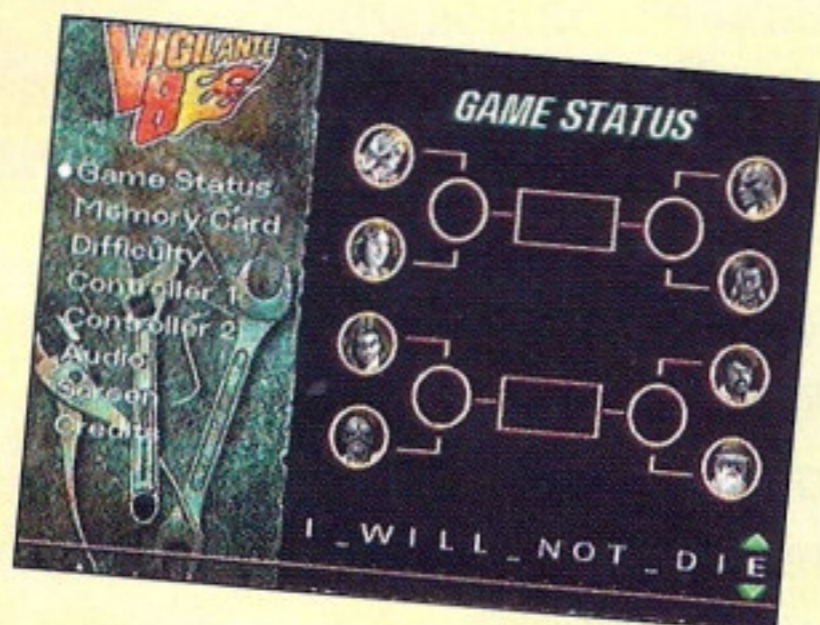 VIGILANTE
8
GAME STATUS
Game Status
Memory Card
Difficulty
Controller 1
Controller 2
Audio
Screen
Credits
I_WILL_NOT_DIE